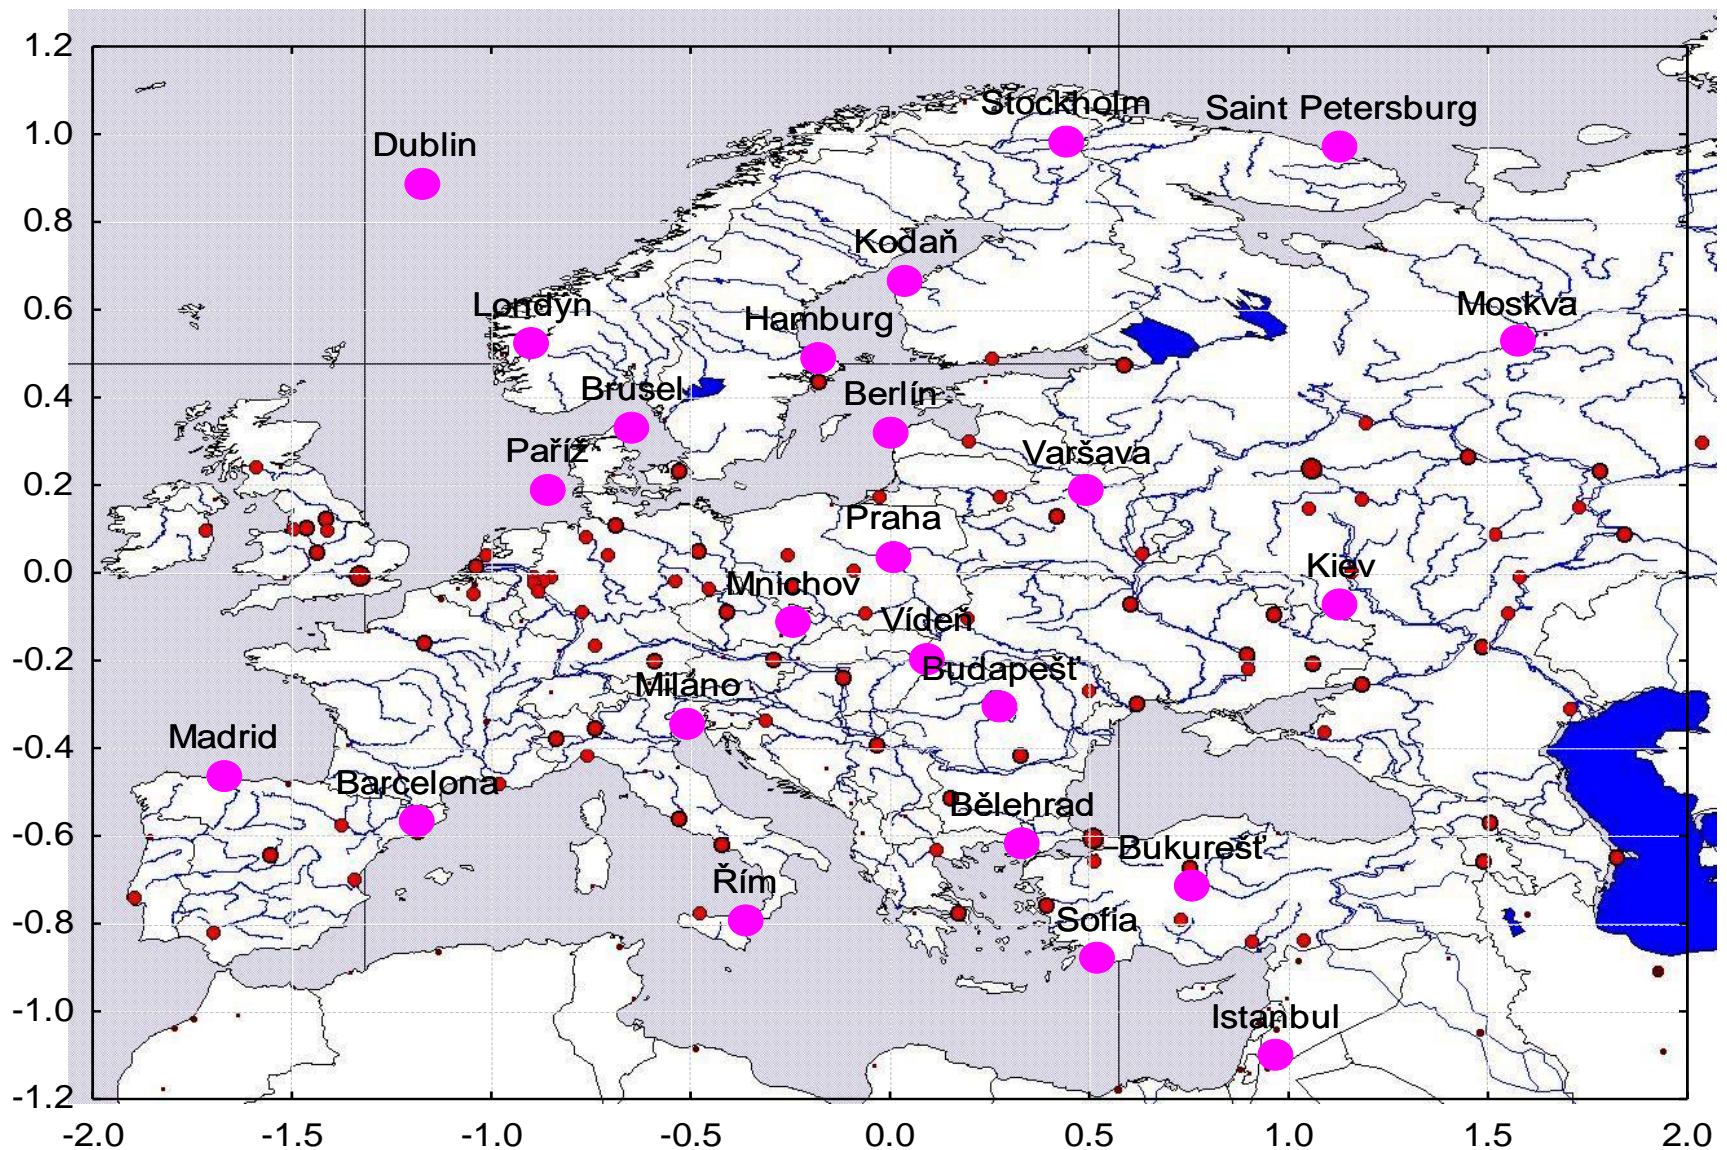 1.2
Stockholm
Saint Petersburg
1.0
Dublin
0.8
Kodaň
0.6
Londýn
Hamburg
Moskva
0.4
Brusel
Berlín
Paříž
Varšava
0.2
Praha
0.0
Mnichov
Kiev
Vídeň
-0.2
Budapešť
Miláno
Madrid
-0.4
Barcelona
Bělehrad
-0.6
Bukurešť
Řím
-0.8
Sofia
-1.0
Istanbul
-1.2
-2.0 -1.5 -1.0 -0.5 0.0 0.5 1.0 1.5 2.0